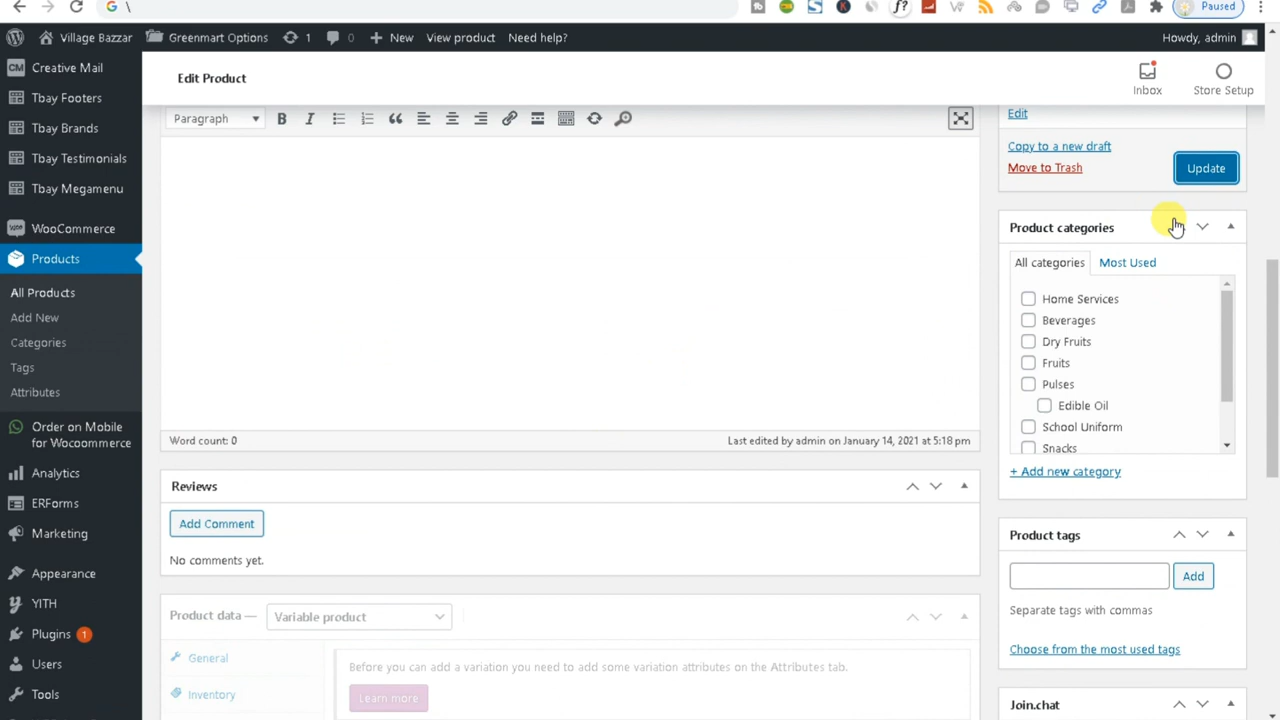 \
Paused
Village Bazzar
Greenmart Options
1
0
New
View product
Need help?
Howdy, admin
Creative Mail
Tbay Footers
Tbay Brands
Tbay Testimonials
Tbay Megamenu
WooCommerce
Products
All Products
Add New
Categories
Tags
Attributes
Order on Mobile
for Wocoommerce
Analytics
ERForms
Marketing
Appearance
YITH
Plugins 1
Users
Tools
Edit Product
Inbox
Store Setup
Paragraph
Word count: 0
Last edited by admin on January 14, 2021 at 5:18 pm
Reviews
Add Comment
No comments yet.
Product data —
Variable product
General
Inventory
Before you can add a variation you need to add some variation attributes on the Attributes tab.
Learn more
Edit
Copy to a new draft
Move to Trash
Update
Product categories
All categories
Most Used
Home Services
Beverages
Dry Fruits
Fruits
Pulses
Edible Oil
School Uniform
Snacks
+ Add new category
Product tags
Add
Separate tags with commas
Choose from the most used tags
Join.chat